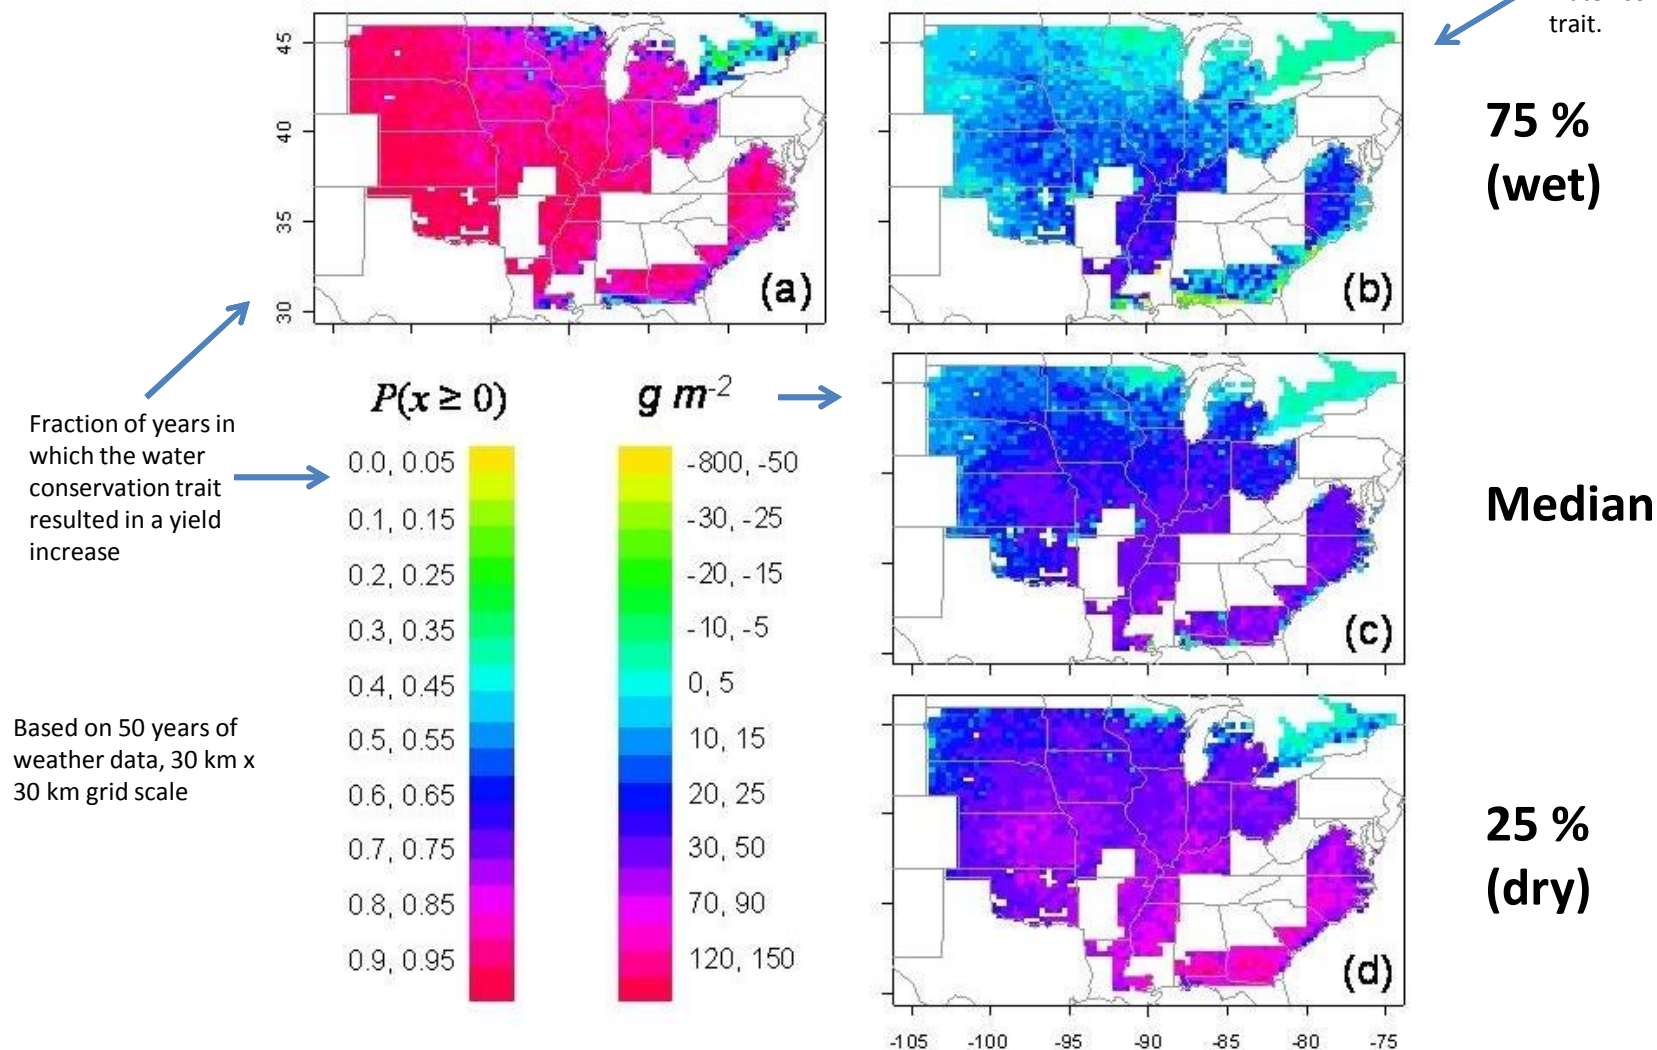 trait.
45
40
35
30
(a)
(b)
75 %
(wet)
Fraction of years in
which the water
conservation trait
resulted in a yield
increase
P(x ≥ 0)
g m-2
0.0, 0.05
0.1, 0.15
0.2, 0.25
0.3, 0.35
0.4, 0.45
0.5, 0.55
0.6, 0.65
0.7, 0.75
0.8, 0.85
0.9, 0.95
-800, -50
-30, -25
-20, -15
-10, -5
0, 5
10, 15
20, 25
30, 50
70, 90
120, 150
Based on 50 years of
weather data, 30 km x
30 km grid scale
(c)
Median
(d)
25 %
(dry)
-105 -100 -95 -90 -85 -80 -75